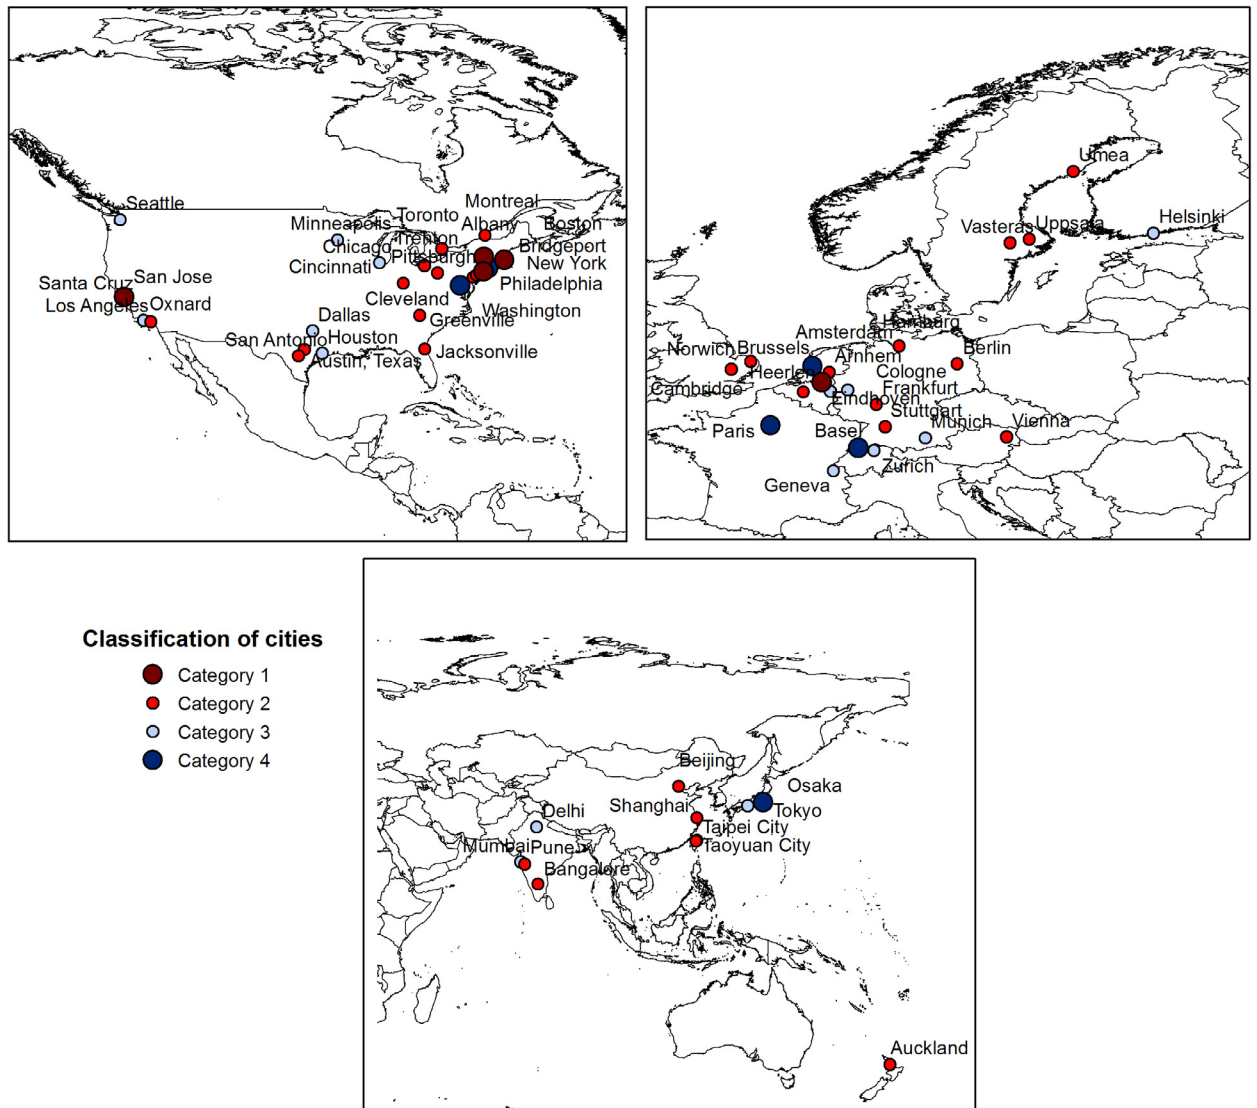 Seattle
Montreal
Toronto
Minneapolis
Albany
Boston
Chicago
Trenton
Bridgeport
Cincinnati
Pittsburgh
New York
Santa Cruz
San Jose
Philadelphia
Los Angeles
Oxnard
Cleveland
Washington
Dallas
Greenville
San Antonio
Houston
Jacksonville
Austin, Texas
Umea
Helsinki
Vasteras
Uppsala
Hamburg
Amsterdam
Norwich
Brussels
Arnhem
Berlin
Heerlen
Cologne
Cambridge
Frankfurt
Eindhoven
Stuttgart
Paris
Basel
Munich
Vienna
Zurich
Geneva
Classification of cities
Category 1
Category 2
Category 3
Category 4
Beijing
Osaka
Shanghai
Tokyo
Delhi
Taipei City
Mumbai
Pune
Taoyuan City
Bangalore
Auckland